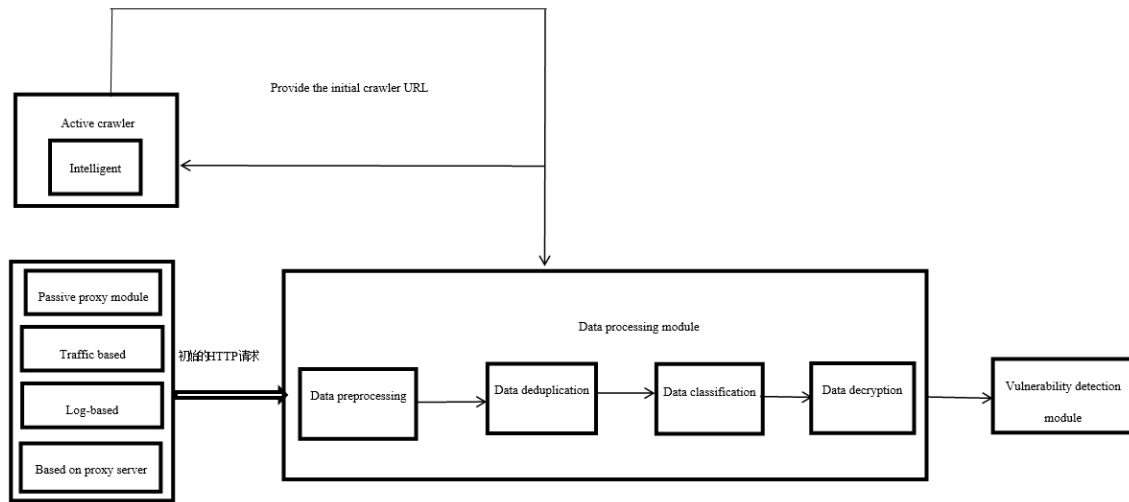 Provide the initial crawler URL
Active crawler
Intelligent
Passive proxy module
Traffic based
Log-based
Based on proxy server
初始的HTTP请求
Data processing module
Data preprocessing
Data deduplication
Data classification
Data decryption
Vulnerability detection
module